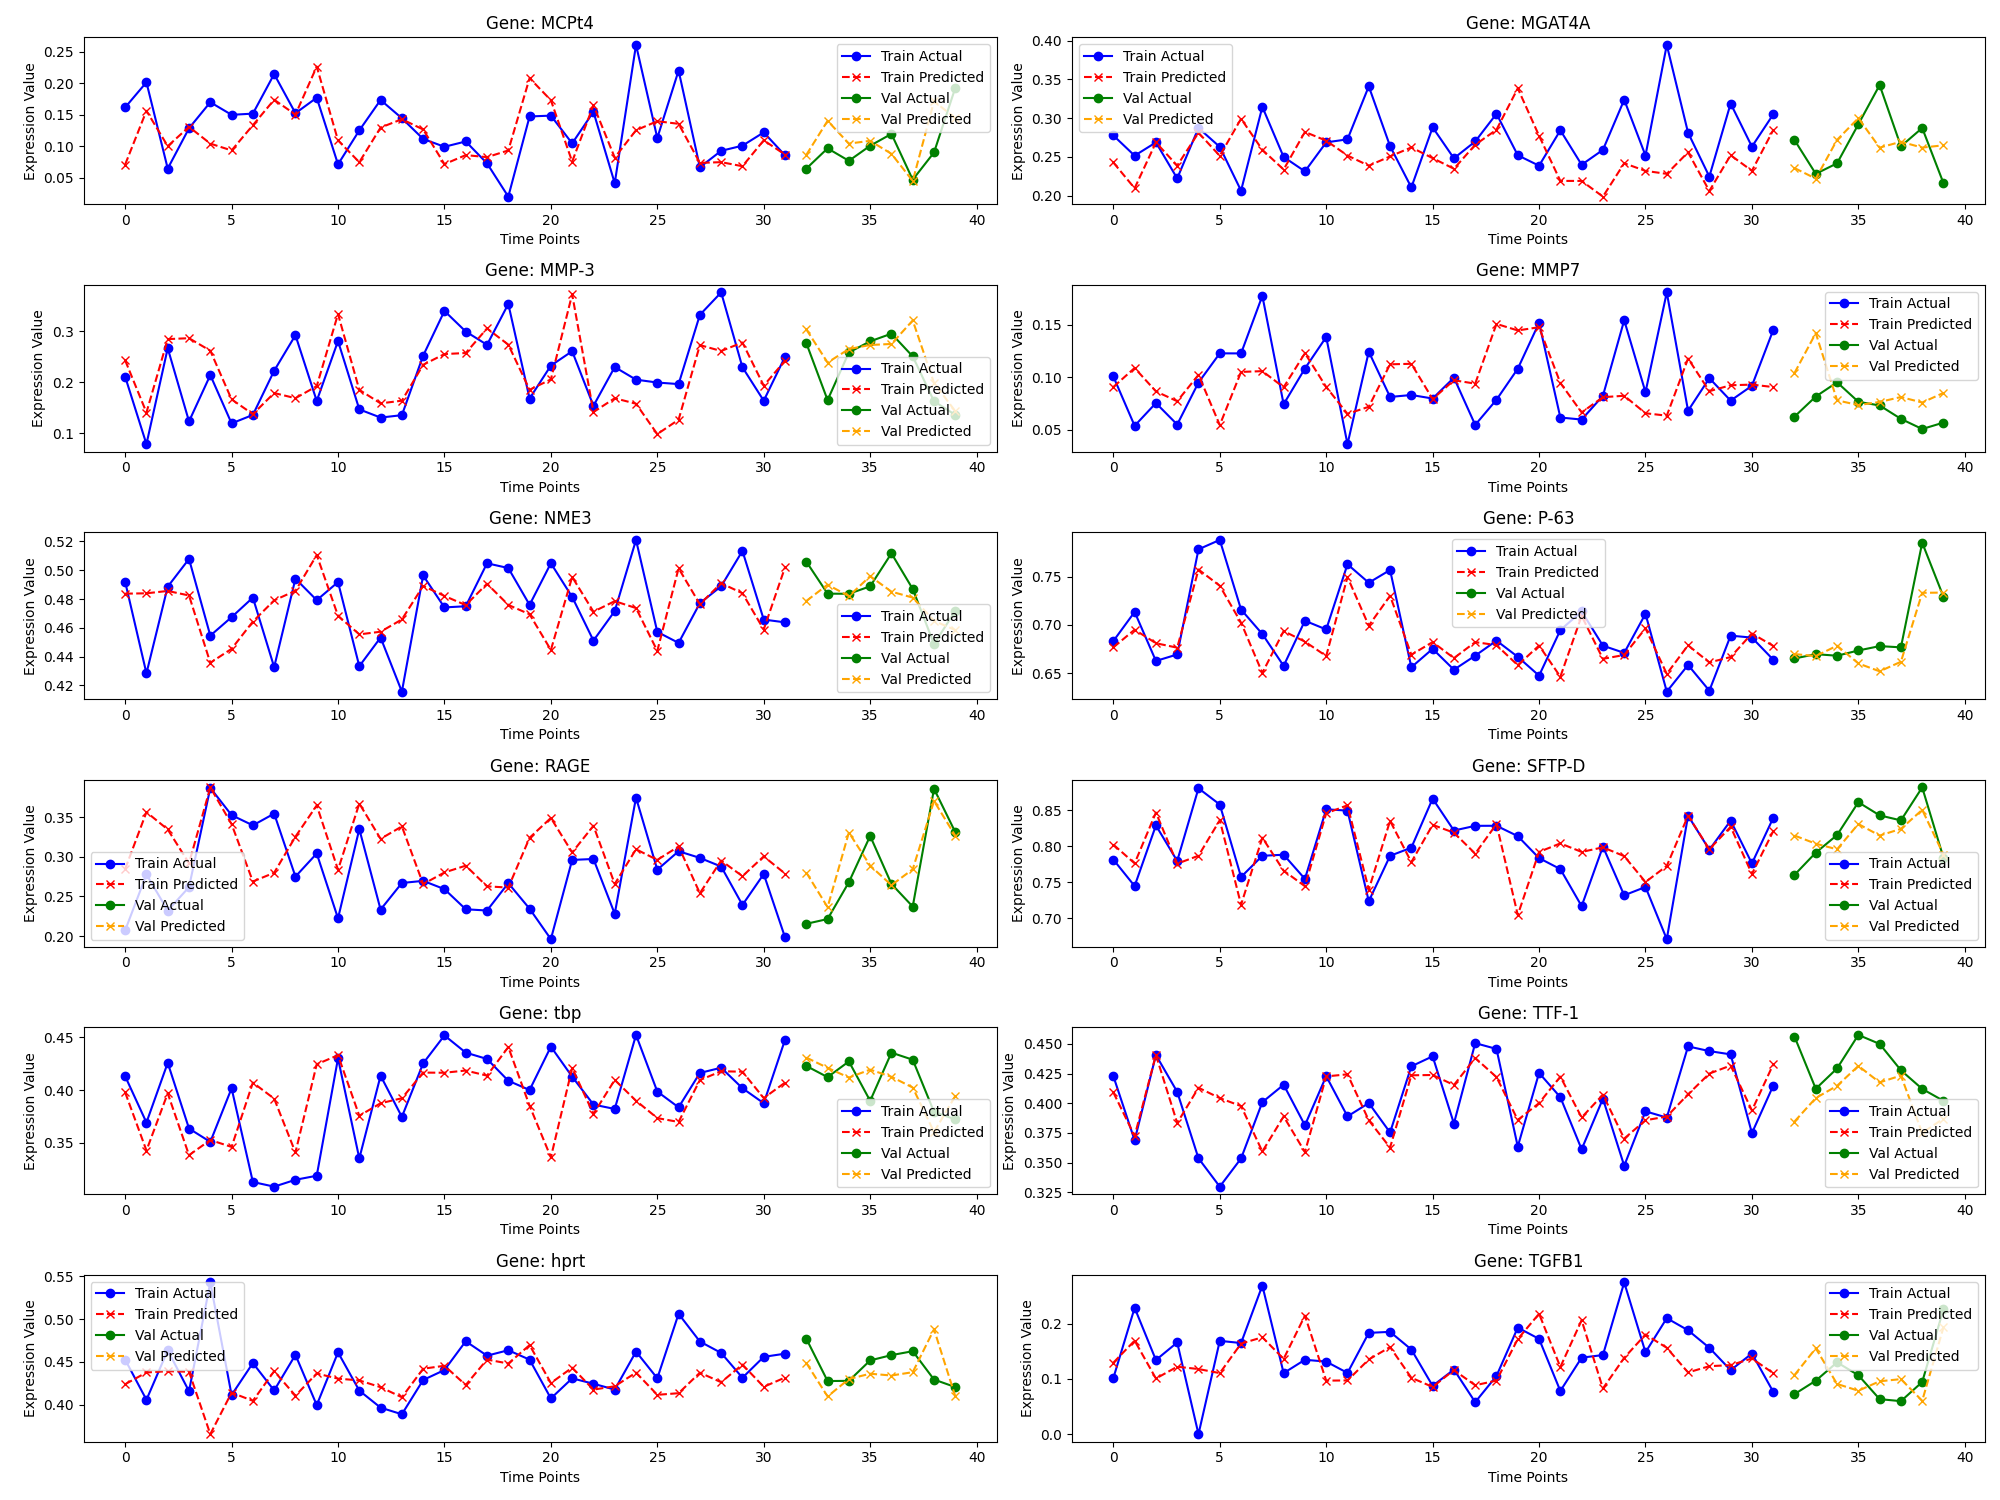 Gene: MCPt4
Expression Value
0.25
0.20
0.15
0.10
0.05
Train Actual
Train Predicted
Val Actual
Val Predicted
0 5 10 15 20 25 30 35 40
Time Points
Gene: MGAT4A
Expression Value
0.40
0.35
0.30
0.25
0.20
Train Actual
Train Predicted
Val Actual
Val Predicted
0 5 10 15 20 25 30 35 40
Time Points
Gene: MMP-3
Expression Value
0.3
0.2
0.1
Train Actual
Train Predicted
Val Actual
Val Predicted
0 5 10 15 20 25 30 35 40
Time Points
Gene: MMP7
Expression Value
0.15
0.10
0.05
Train Actual
Train Predicted
Val Actual
Val Predicted
0 5 10 15 20 25 30 35 40
Time Points
Gene: NME3
Expression Value
0.52
0.50
0.48
0.46
0.44
0.42
Train Actual
Train Predicted
Val Actual
Val Predicted
0 5 10 15 20 25 30 35 40
Time Points
Gene: P-63
Expression Value
0.75
0.70
0.65
Train Actual
Train Predicted
Val Actual
Val Predicted
0 5 10 15 20 25 30 35 40
Time Points
Gene: RAGE
Expression Value
0.35
0.30
0.25
0.20
Train Actual
Train Predicted
Val Actual
Val Predicted
0 5 10 15 20 25 30 35 40
Time Points
Gene: SFTP-D
Expression Value
0.85
0.80
0.75
0.70
Train Actual
Train Predicted
Val Actual
Val Predicted
0 5 10 15 20 25 30 35 40
Time Points
Gene: tbp
Expression Value
0.45
0.40
0.35
Train Actual
Train Predicted
Val Actual
Val Predicted
0 5 10 15 20 25 30 35 40
Time Points
Gene: TTF-1
Expression Value
0.450
0.425
0.400
0.375
0.350
0.325
Train Actual
Train Predicted
Val Actual
Val Predicted
0 5 10 15 20 25 30 35 40
Time Points
Gene: hprt
Expression Value
0.55
0.50
0.45
0.40
Train Actual
Train Predicted
Val Actual
Val Predicted
0 5 10 15 20 25 30 35 40
Time Points
Gene: TGFB1
Expression Value
0.2
0.1
0.0
Train Actual
Train Predicted
Val Actual
Val Predicted
0 5 10 15 20 25 30 35 40
Time Points